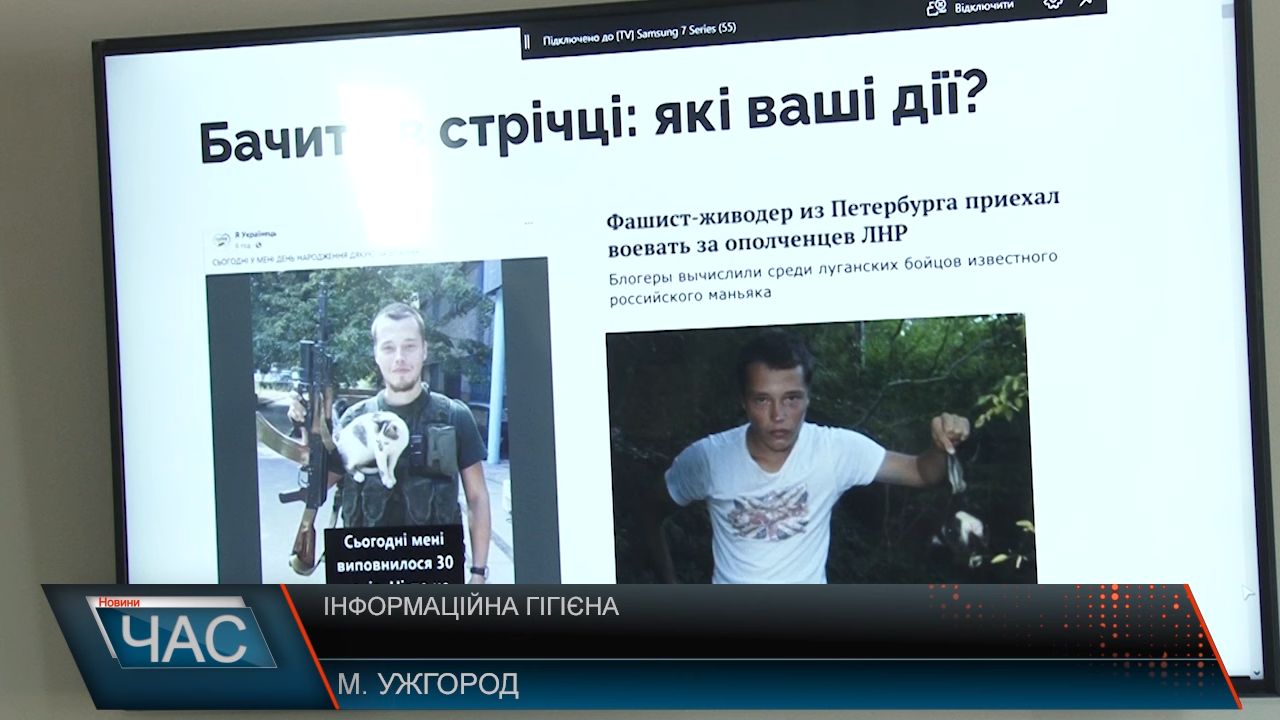 Підключено до [TV] Samsung 7 Series (55)
Відключити
стрічці: які ваші дії?
Я Українець
СЬОГОДНІ У МЕНІ ДЕНЬ НАРОДЖЕННЯ
Фашист-живодер из Петербурга приехал
воевать за ополченцев ЛНР
Блогеры вычислили среди луганских бойцов известного
российского маньяка
Сьогодні мені
виповнилося 30
Новини
ЧАС
ІНФОРМАЦІЙНА ГІГІЄНА
М. УЖГОРОД